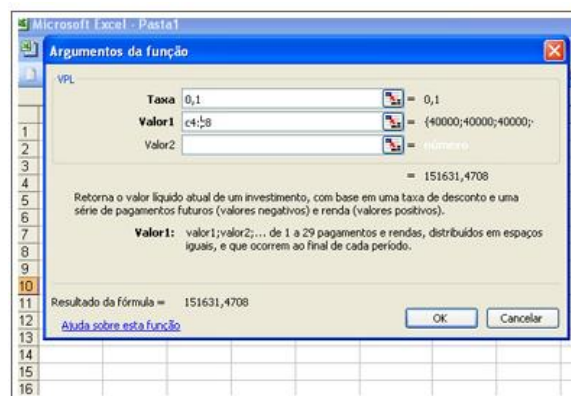 Microsoft Excel - Pasta1
Argumentos da função
VPL
Taxa 0,1 = 0,1
Valor1 c4:c8 = {40000;40000;40000;
Valor2 = número
= 151631,4708
Retorna o valor líquido atual de um investimento, com base em uma taxa de desconto e uma
série de pagamentos futuros (valores negativos) e renda (valores positivos).
Valor1: valor1;valor2;... de 1 a 29 pagamentos e rendas, distribuídos em espaços
iguais, e que ocorrem ao final de cada período.
Resultado da fórmula = 151631,4708
Ajuda sobre esta função
OK Cancelar
1
2
3
4
5
6
7
8
9
10
11
12
13
14
15
16